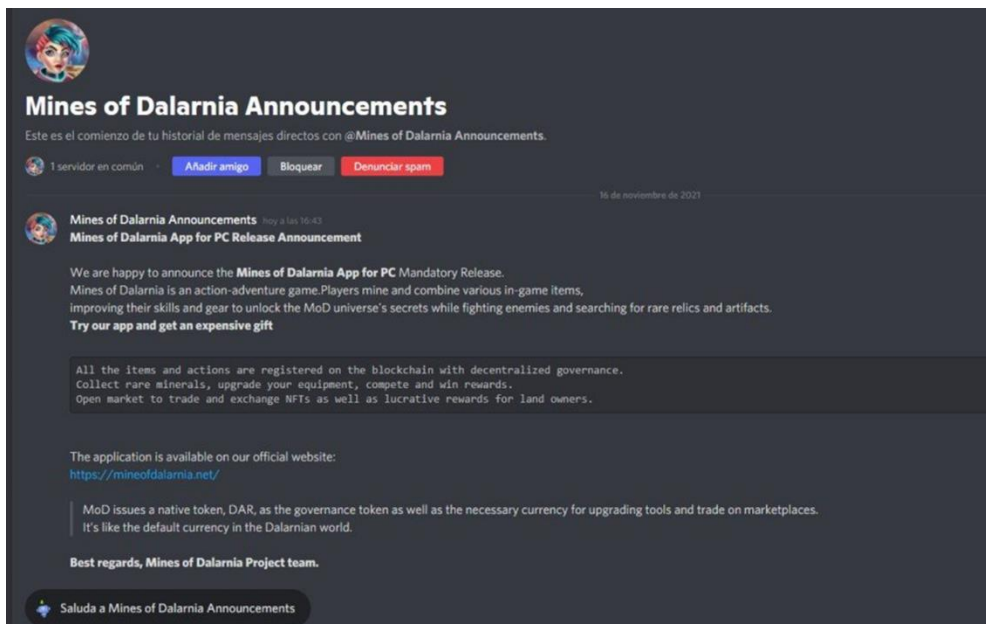 Mines of Dalarnia Announcements
Este es el comienzo de tu historial de mensajes directos con @Mines of Dalarnia Announcements.
1 servidor en común · Añadir amigo Bloquear Denunciar spam
16 de noviembre de 2021
Mines of Dalarnia Announcements hoy a las 16:43
Mines of Dalarnia App for PC Release Announcement
We are happy to announce the Mines of Dalarnia App for PC Mandatory Release.
Mines of Dalarnia is an action-adventure game.Players mine and combine various in-game items,
improving their skills and gear to unlock the MoD universe's secrets while fighting enemies and searching for rare relics and artifacts.
Try our app and get an expensive gift
All the items and actions are registered on the blockchain with decentralized governance.
Collect rare minerals, upgrade your equipment, compete and win rewards.
Open market to trade and exchange NFTs as well as lucrative rewards for land owners.
The application is available on our official website:
https://mineofdalarnia.net/
MoD issues a native token, DAR, as the governance token as well as the necessary currency for upgrading tools and trade on marketplaces.
It's like the default currency in the Dalarnian world.
Best regards, Mines of Dalarnia Project team.
Saluda a Mines of Dalarnia Announcements